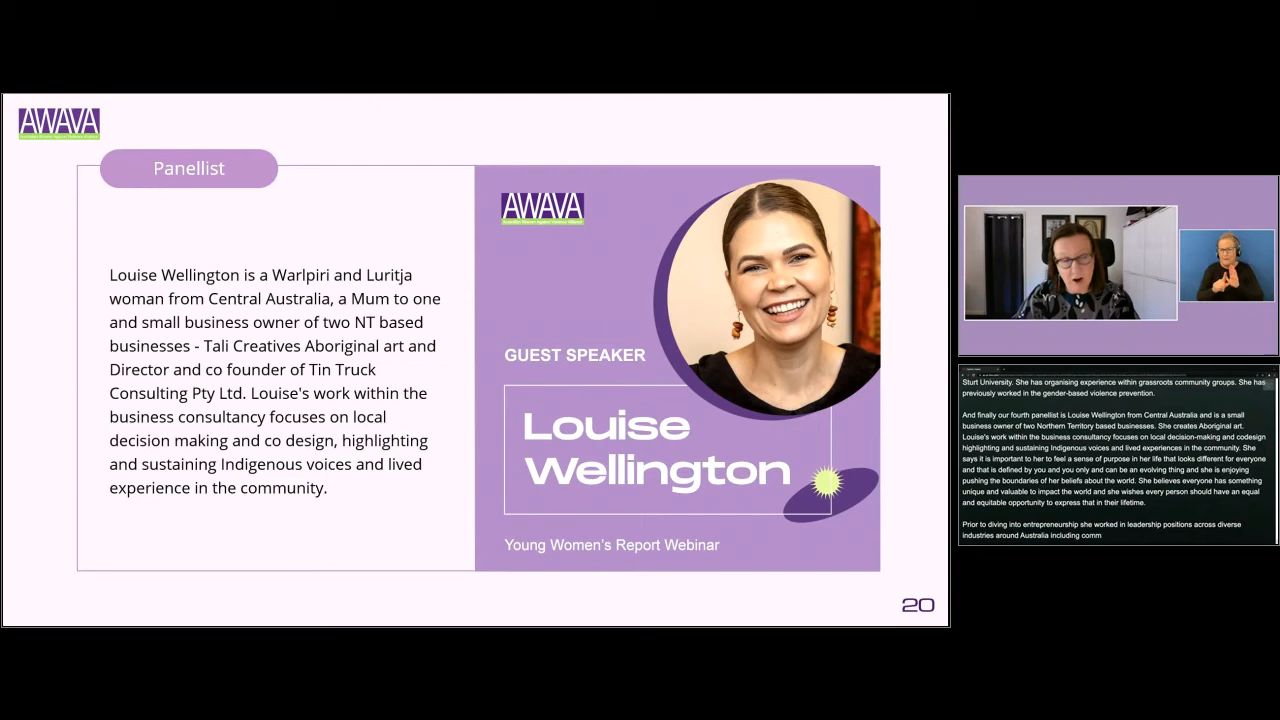 AWAVA
Panellist
Louise Wellington is a Warlpiri and Luritja
woman from Central Australia, a Mum to one
and small business owner of two NT based
businesses - Tali Creatives Aboriginal art and
Director and co founder of Tin Truck
Consulting Pty Ltd. Louise's work within the
business consultancy focuses on local
decision making and co design, highlighting
and sustaining Indigenous voices and lived
experience in the community.
AWAVA
GUEST SPEAKER
Louise
Wellington
Young Women's Report Webinar
20
Sturt University. She has organising experience within grassroots community groups. She has
previously worked in the gender-based violence prevention.
And finally our fourth panellist is Louise Wellington from Central Australia and is a small
business owner of two Northern Territory based businesses. She creates Aboriginal art.
Louise's work within the business consultancy focuses on local decision-making and codesign
highlighting and sustaining Indigenous voices and lived experiences in the community. She
says it is important to her to feel a sense of purpose in her life that looks different for everyone
and that is defined by you and you only and can be an evolving thing and she is enjoying
pushing the boundaries of her beliefs about the world. She believes everyone has something
unique and valuable to impact the world and she wishes every person should have an equal
and equitable opportunity to express that in their lifetime.
Prior to diving into entrepreneurship she worked in leadership positions across diverse
industries around Australia including comm